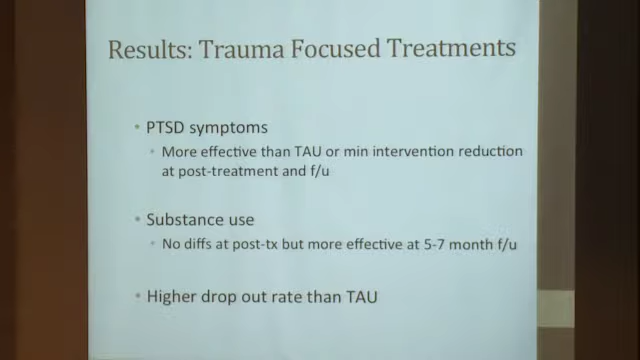 Results: Trauma Focused Treatments
• PTSD symptoms
• More effective than TAU or min intervention reduction
at post-treatment and f/u
• Substance use
• No diffs at post-tx but more effective at 5-7 month f/u
• Higher drop out rate than TAU